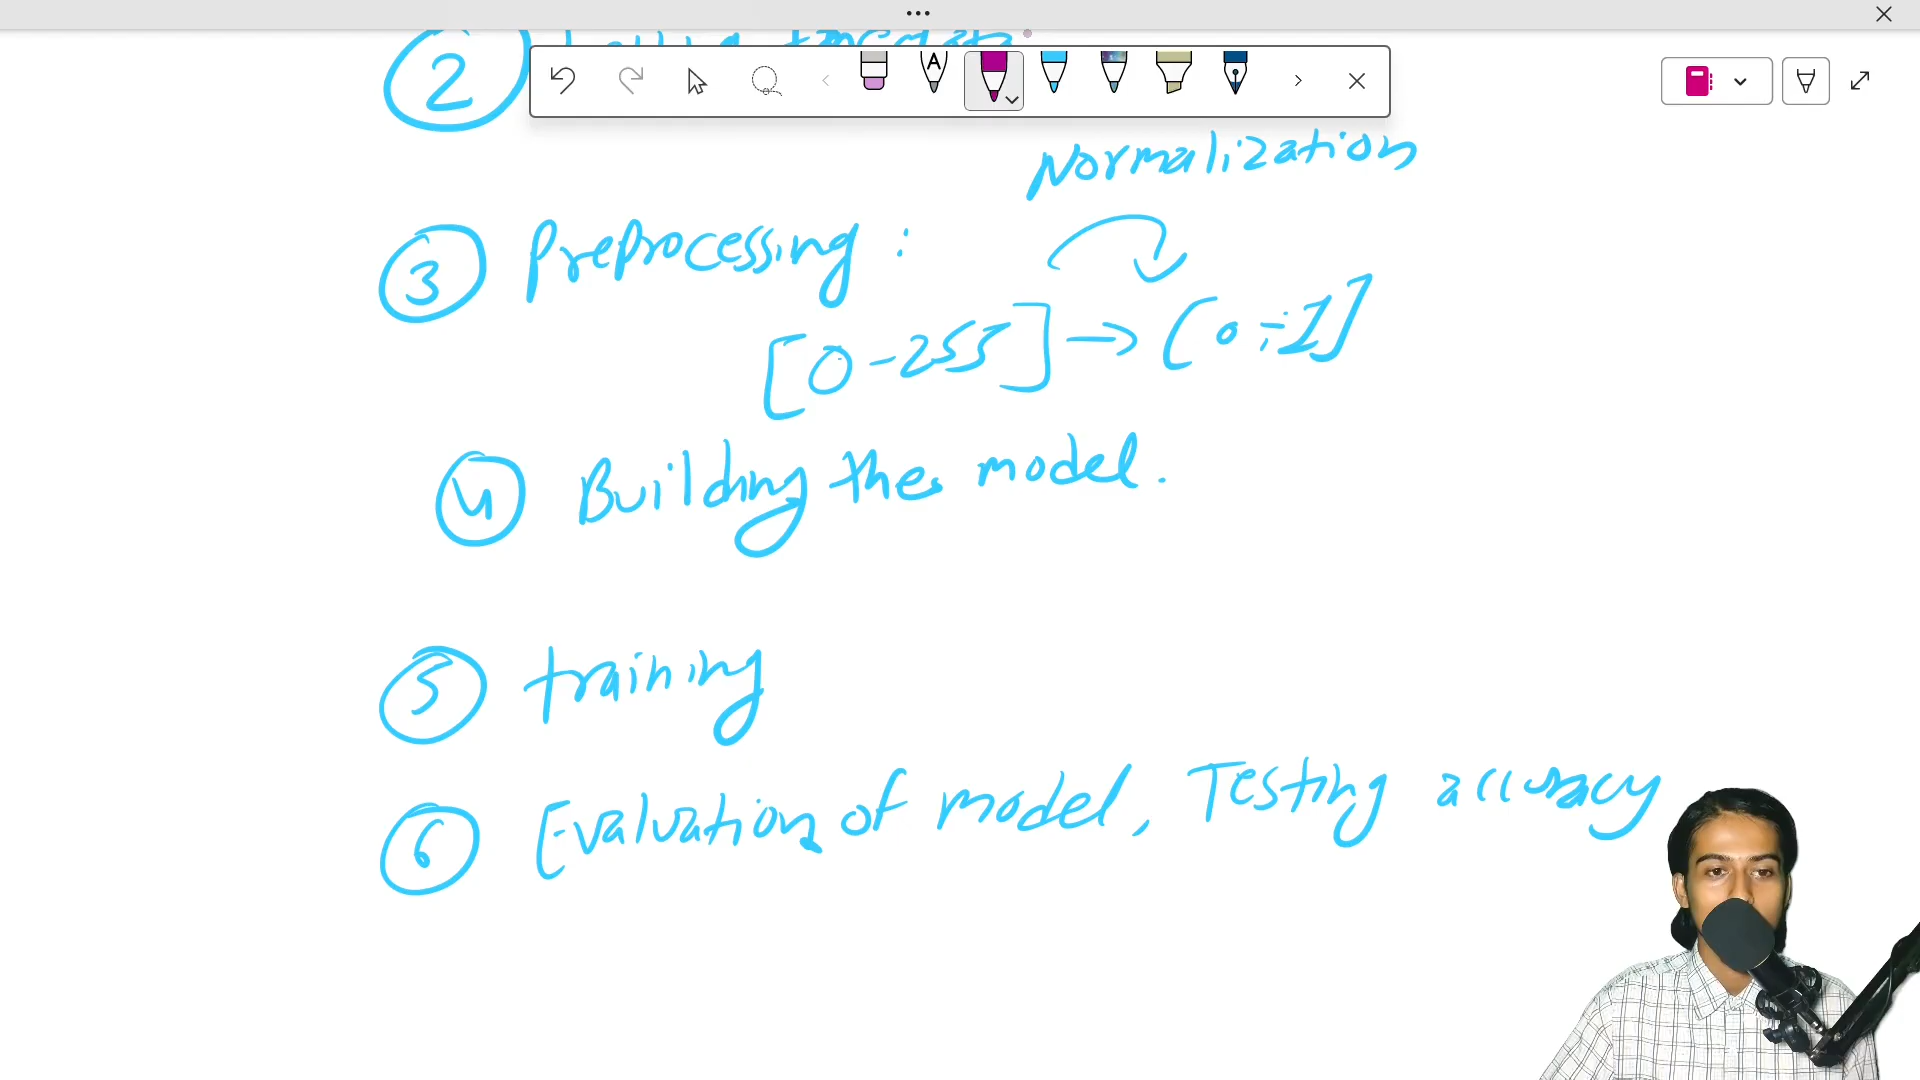 2
Normalization
3 Preprocessing :
[0-255] → [0-1]
4 Building the model.
5 training
6 Evaluation of model, Testing accuracy